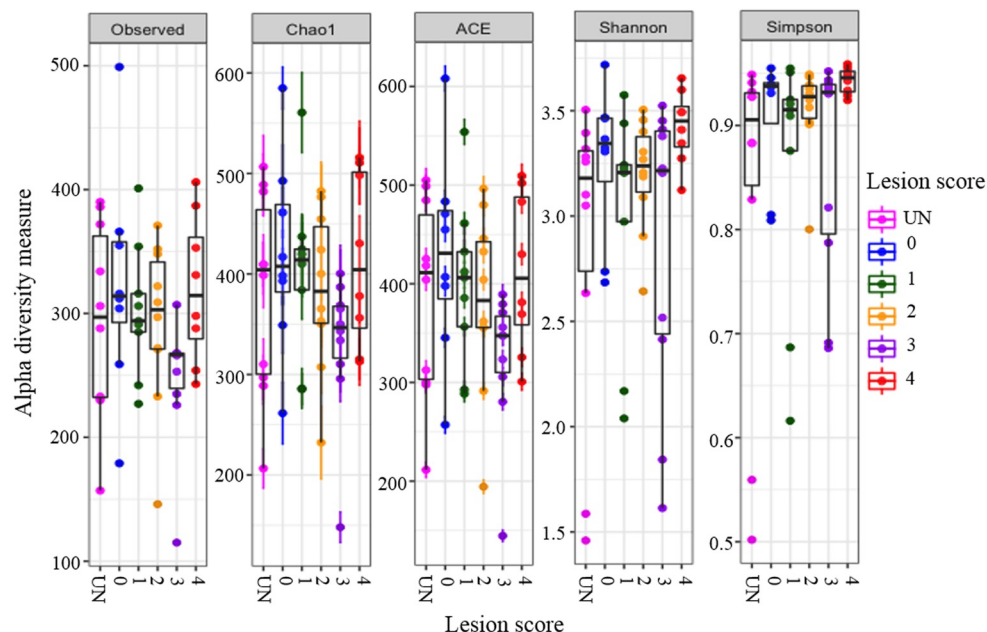 Observed
Chao1
ACE
Shannon
Simpson
Alpha diversity measure
500
400
300
200
100
600
500
400
300
200
600
500
400
300
200
3.5
3.0
2.5
2.0
1.5
0.9
0.8
0.7
0.6
0.5
UN 0 1 2 3 4
UN 0 1 2 3 4
UN 0 1 2 3 4
UN 0 1 2 3 4
UN 0 1 2 3 4
Lesion score
Lesion score
UN
0
1
2
3
4